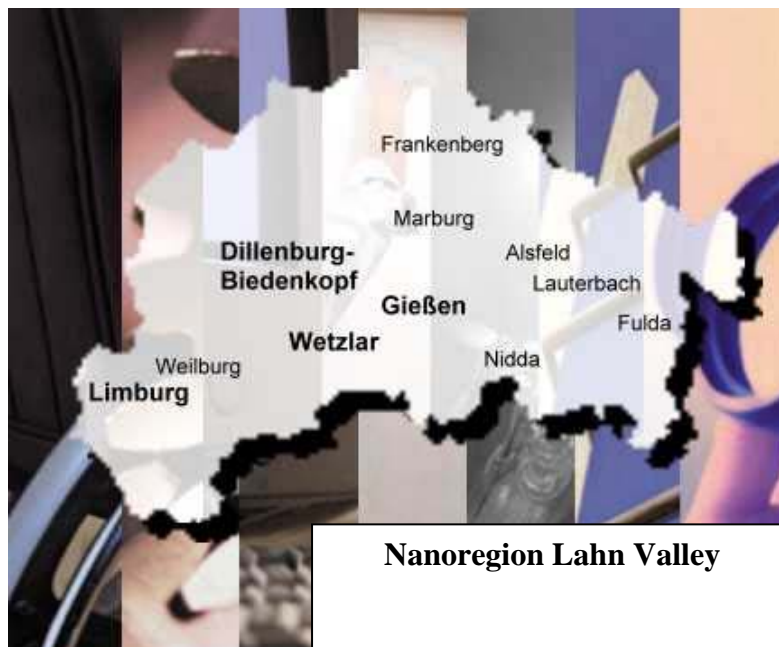 Frankenberg
Marburg
Dillenburg-
Biedenkopf
Alsfeld
Lauterbach
Gießen
Fulda
Wetzlar
Nidda
Weilburg
Limburg
Nanoregion Lahn Valley